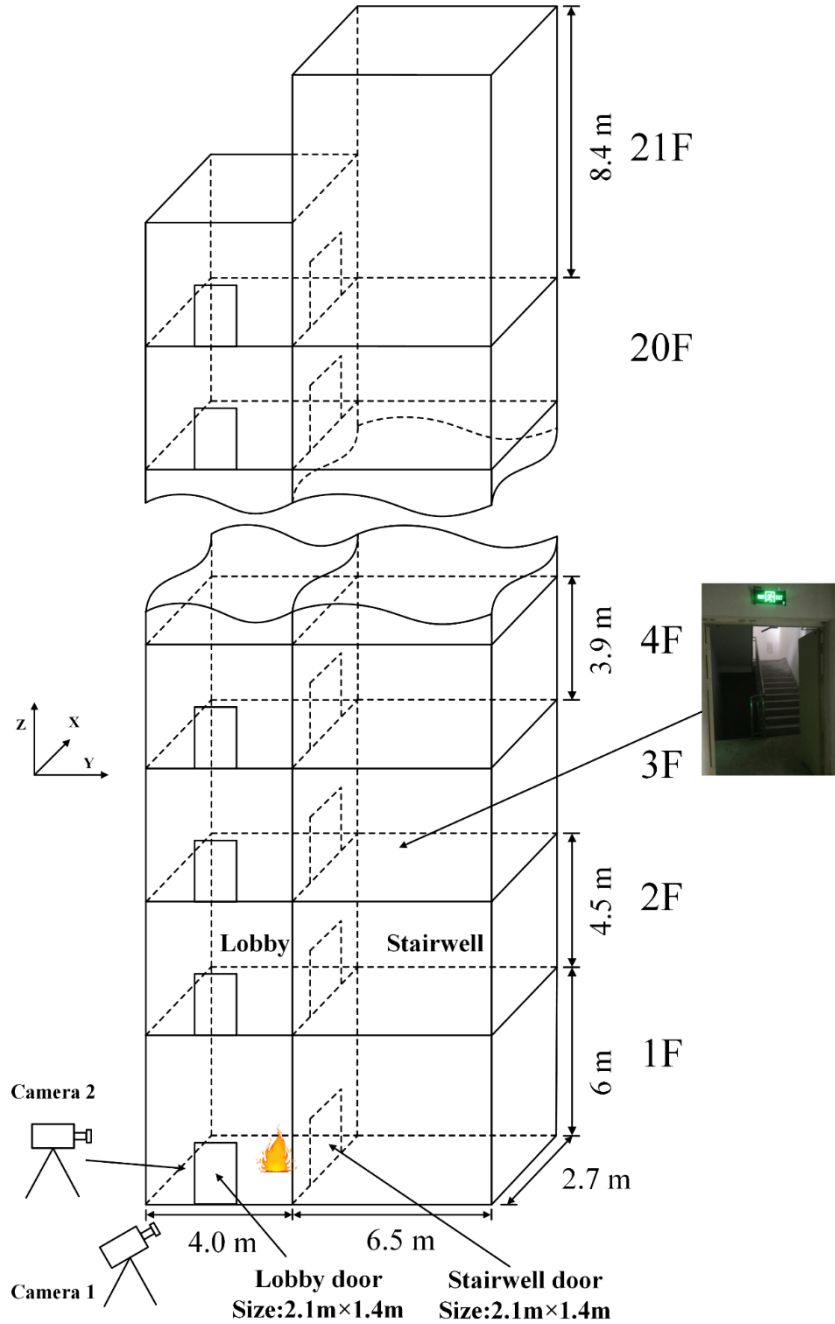 8.4 m
21F
20F
3.9 m
4F
Z
X
Y
3F
4.5 m
2F
Lobby
Stairwell
6 m
1F
Camera 2
2.7 m
4.0 m
6.5 m
Camera 1
Lobby door
Size:2.1m×1.4m
Stairwell door
Size:2.1m×1.4m